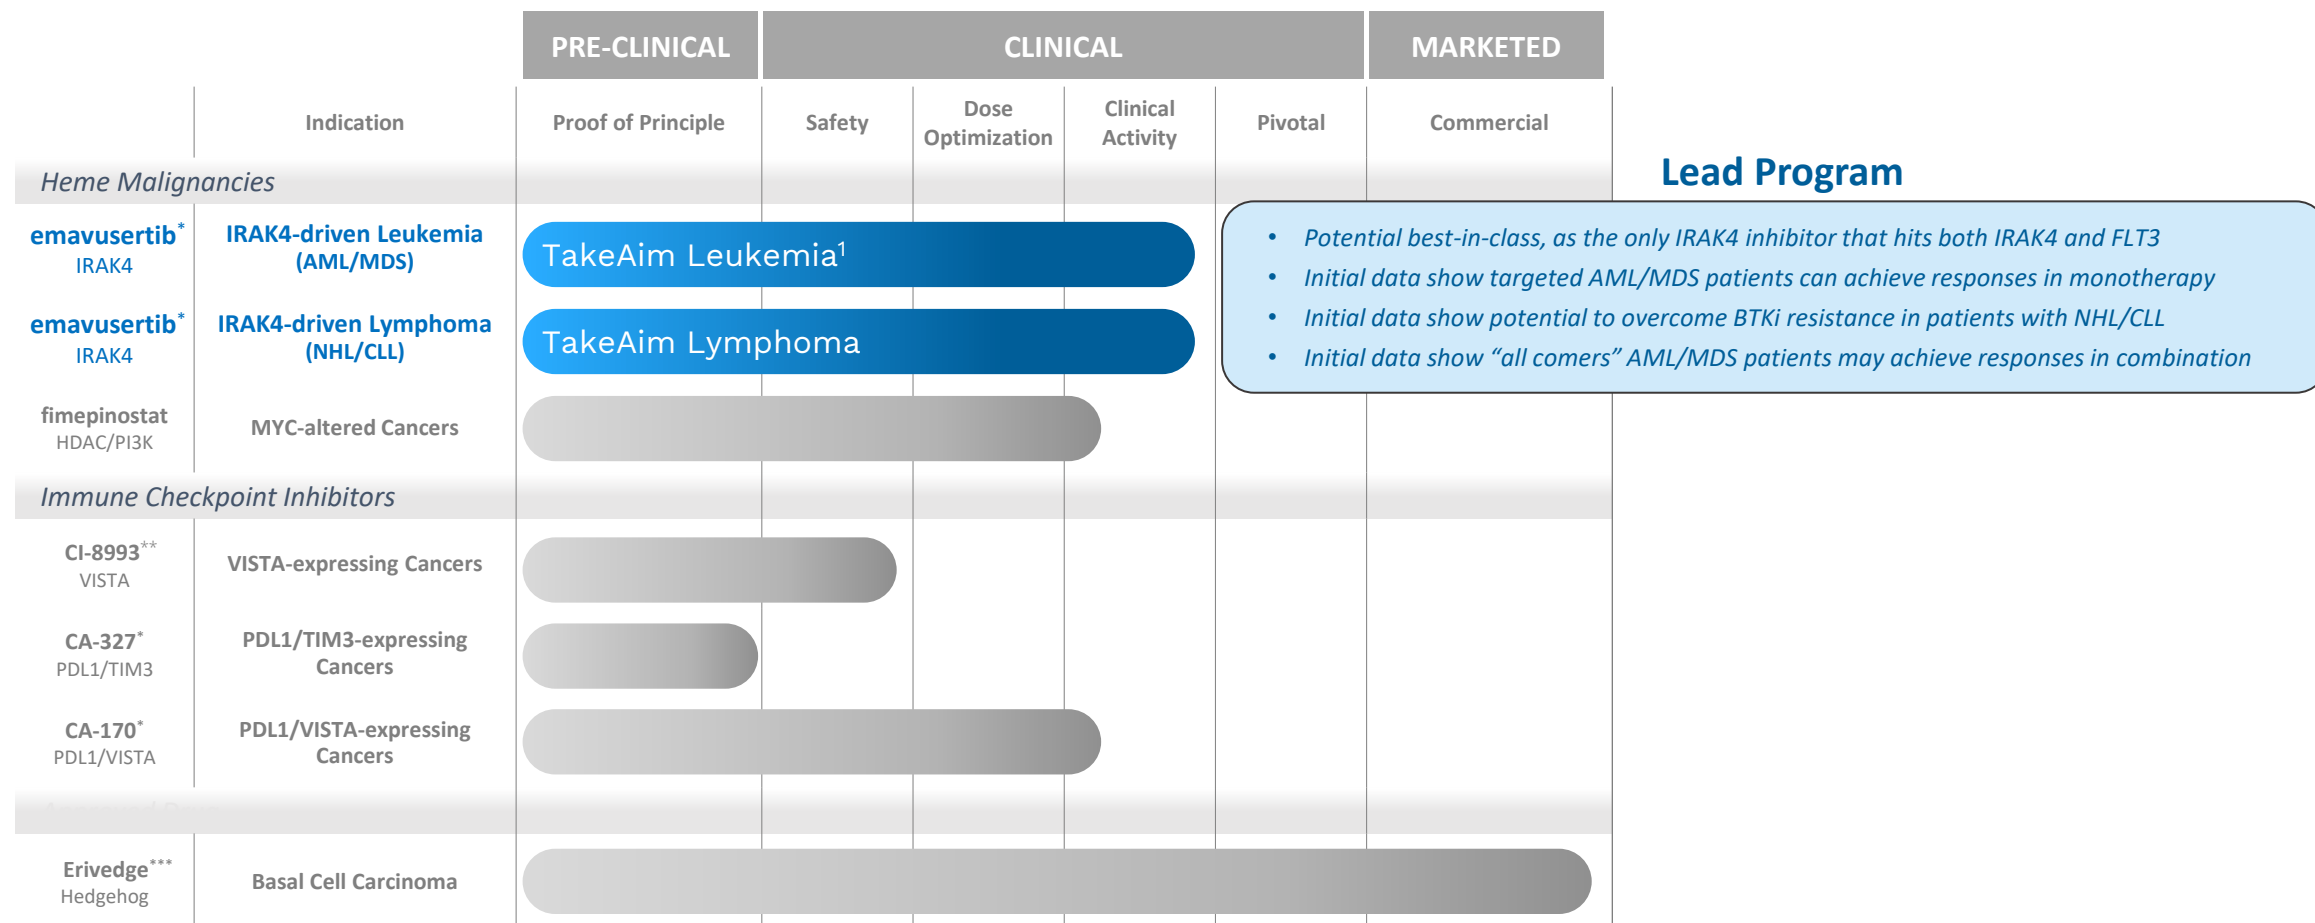 PRE-CLINICAL CLINICAL MARKETED
Indication Proof of Principle Safety Dose Optimization Clinical Activity Pivotal Commercial
Heme Malignancies
Lead Program
emavusertib*
IRAK4
IRAK4-driven Leukemia
(AML/MDS)
TakeAim Leukemia¹
• Potential best-in-class, as the only IRAK4 inhibitor that hits both IRAK4 and FLT3
• Initial data show targeted AML/MDS patients can achieve responses in monotherapy
• Initial data show potential to overcome BTKi resistance in patients with NHL/CLL
• Initial data show “all comers” AML/MDS patients may achieve responses in combination
emavusertib*
IRAK4
IRAK4-driven Lymphoma
(NHL/CLL)
TakeAim Lymphoma
fimepinostat
HDAC/PI3K
MYC-altered Cancers
Immune Checkpoint Inhibitors
CI-8993**
VISTA
VISTA-expressing Cancers
CA-327*
PDL1/TIM3
PDL1/TIM3-expressing
Cancers
CA-170*
PDL1/VISTA
PDL1/VISTA-expressing
Cancers
Erivedge***
Hedgehog
Basal Cell Carcinoma